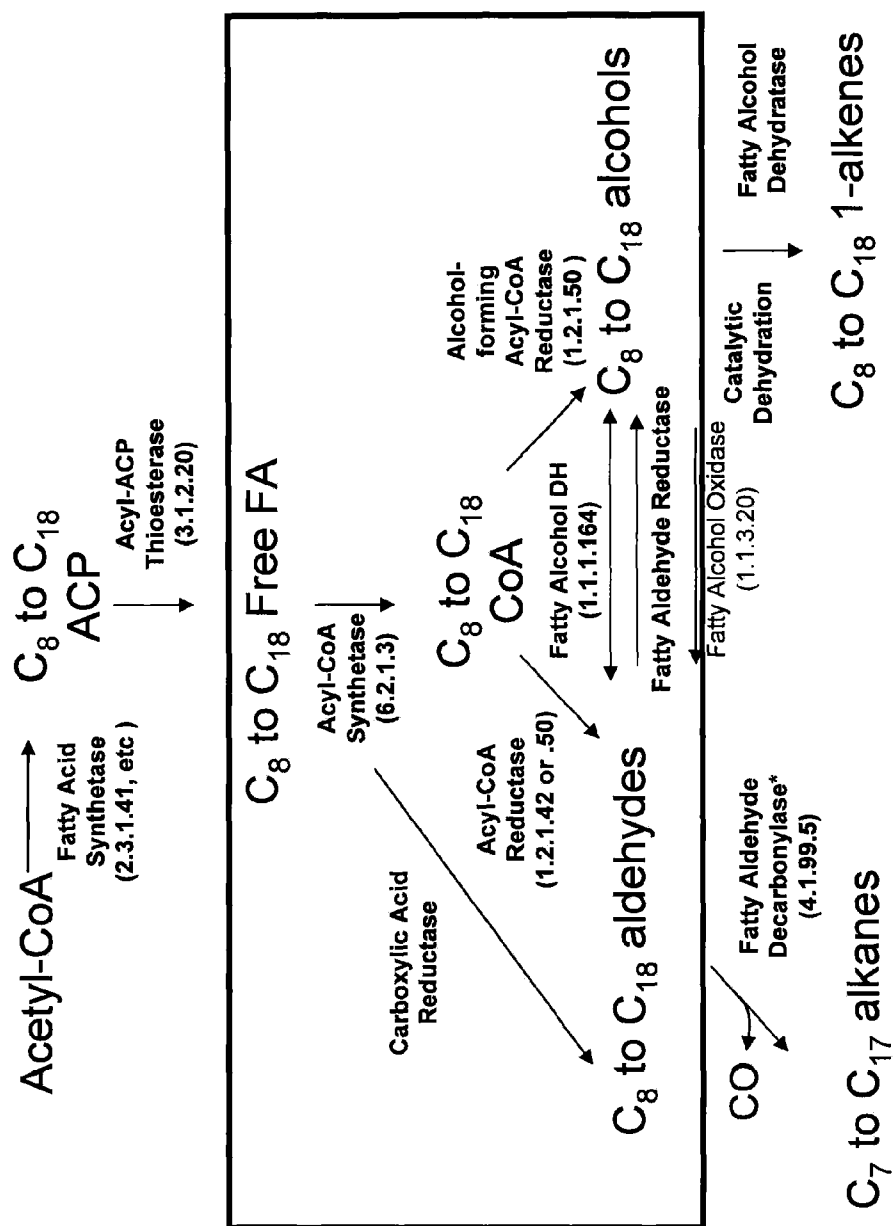 Acetyl-CoA
Fatty Acid
Synthetase
(2.3.1.41, etc )
C8 to C18
ACP
Acyl-ACP
Thioesterase
(3.1.2.20)
C8 to C18 Free FA
Acyl-CoA
Synthetase
(6.2.1.3)
Carboxylic Acid
Reductase
C8 to C18
CoA
Acyl-CoA
Reductase
(1.2.1.42 or .50)
Alcohol-
forming
Acyl-CoA
Reductase
(1.2.1.50 )
C8 to C18 aldehydes
Fatty Alcohol DH
(1.1.1.164)
Fatty Aldehyde Reductase
Fatty Alcohol Oxidase
(1.1.3.20)
C8 to C18 alcohols
CO
Fatty Aldehyde
Decarbonylase*
(4.1.99.5)
Catalytic
Dehydration
Fatty Alcohol
Dehydratase
C7 to C17 alkanes
C8 to C18 1-alkenes